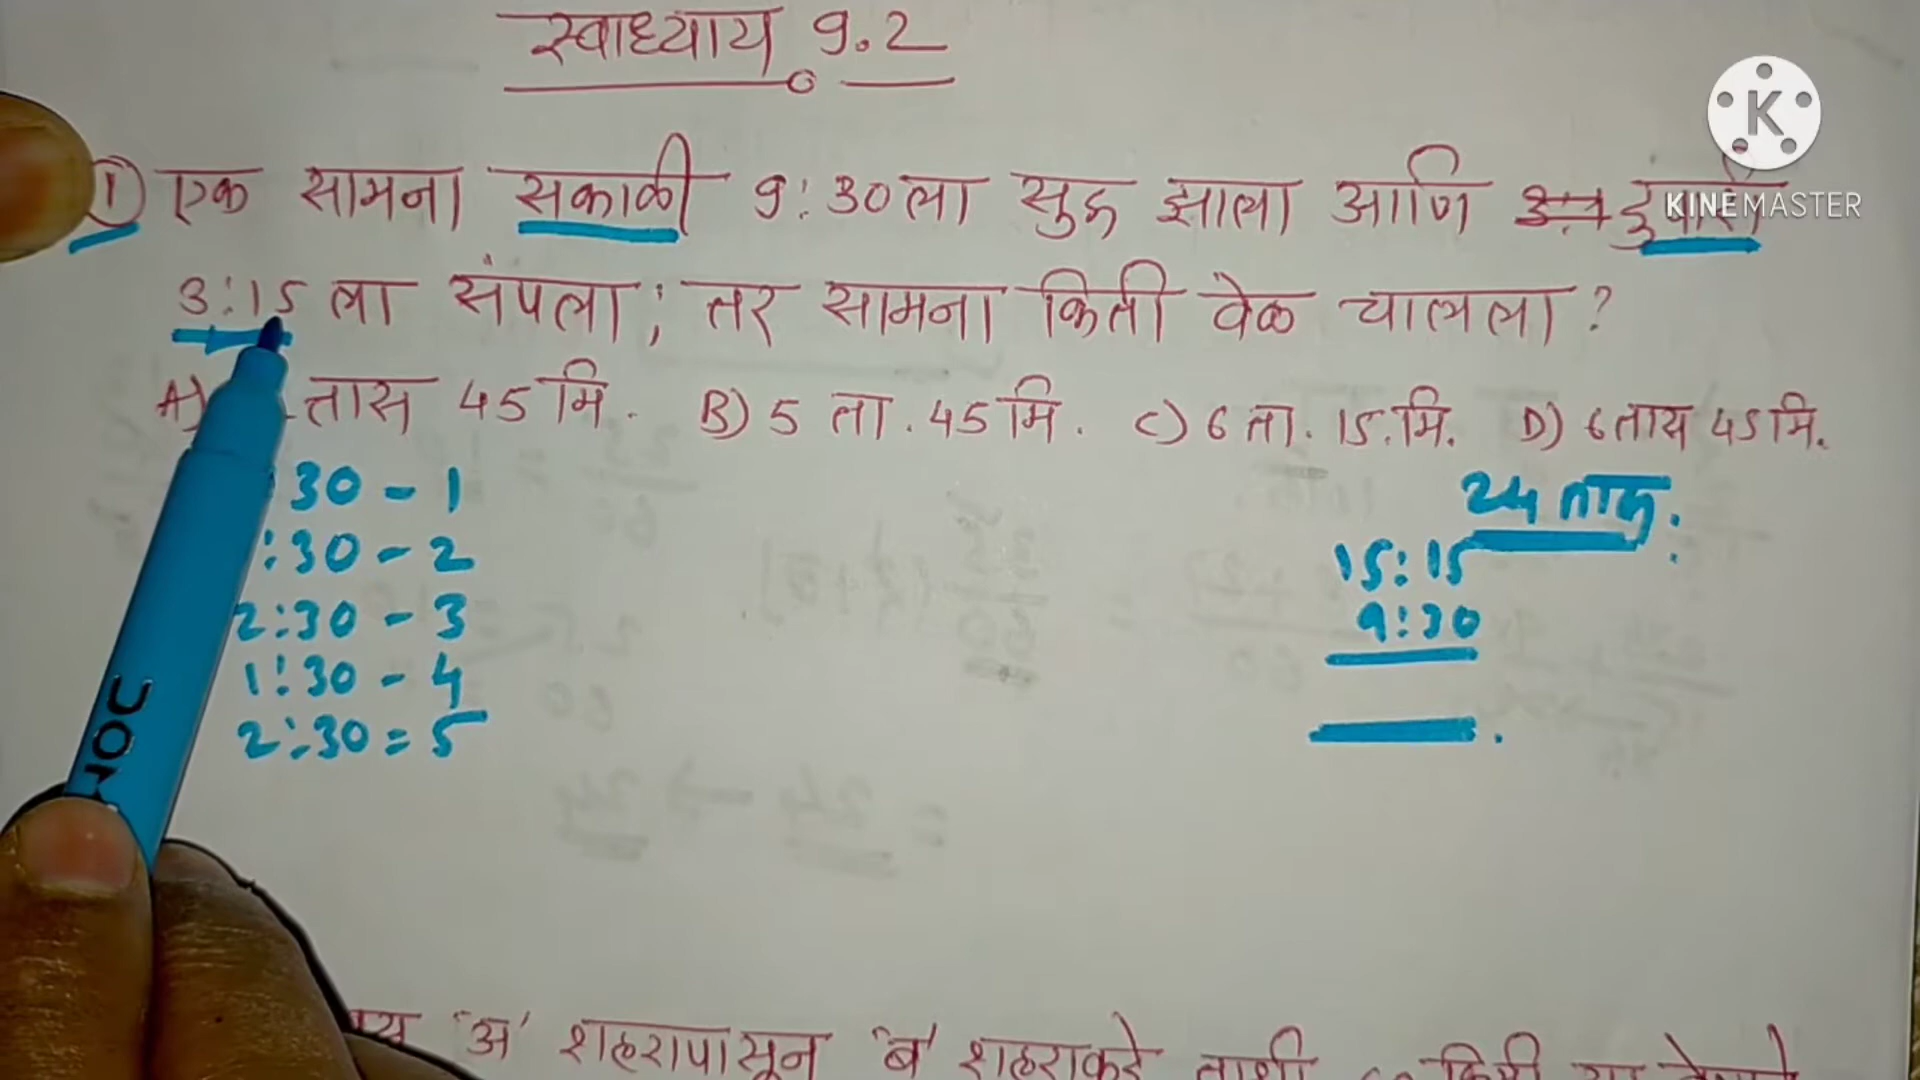 स्वाध्याय 9.2
1) एक सामना सकाळी 9:30 ला सुरु झाला आणि दुपारी
3:15 ला संपला; तर सामना किती वेळ चालला?
A) तास 45 मि. B) 5 ता. 45 मि. C) 6 ता. 15 मि. D) 6 तास 45 मि.
30 - 1
:30 - 2
2:30 - 3
1:30 - 4
2:30 = 5
24 तास.
15:15
9:30
'अ' शहरापासून 'ब' शहराकडे ताशी
K
KINEMASTER